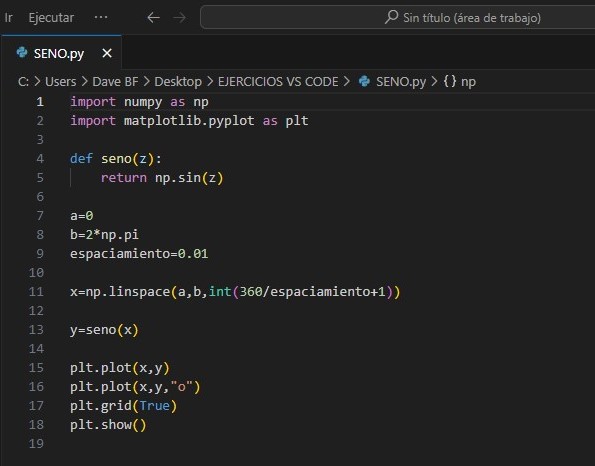 Ir Ejecutar ··· ← → Sin título (área de trabajo)
SENO.py ×
C: > Users > Dave BF > Desktop > EJERCICIOS VS CODE > SENO.py > {} np
1 import numpy as np
2 import matplotlib.pyplot as plt
3
4 def seno(z):
5     return np.sin(z)
6
7 a=0
8 b=2*np.pi
9 espaciamiento=0.01
10
11 x=np.linspace(a,b,int(360/espaciamiento+1))
12
13 y=seno(x)
14
15 plt.plot(x,y)
16 plt.plot(x,y,"o")
17 plt.grid(True)
18 plt.show()
19